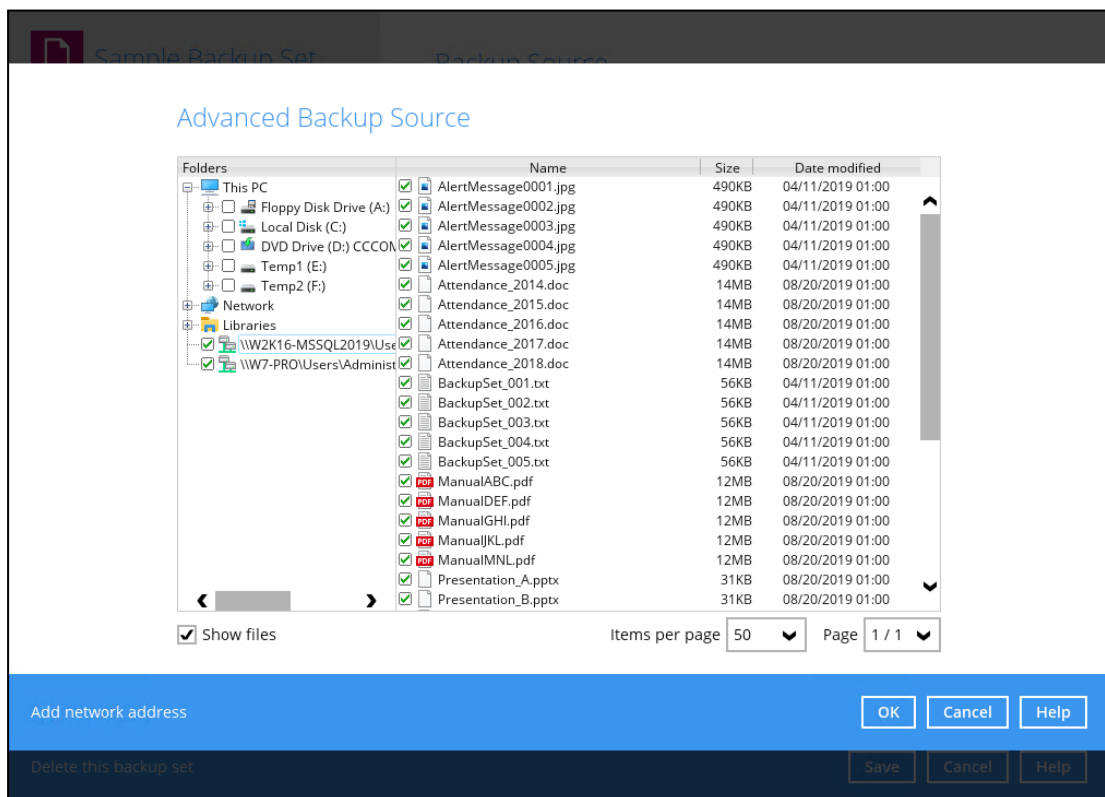 Sample Backup Set Backup Source
Advanced Backup Source
Folders Name Size Date modified
This PC AlertMessage0001.jpg 490KB 04/11/2019 01:00
Floppy Disk Drive (A:) AlertMessage0002.jpg 490KB 04/11/2019 01:00
Local Disk (C:) AlertMessage0003.jpg 490KB 04/11/2019 01:00
DVD Drive (D:) CCCOM AlertMessage0004.jpg 490KB 04/11/2019 01:00
Temp1 (E:) AlertMessage0005.jpg 490KB 04/11/2019 01:00
Temp2 (F:) Attendance_2014.doc 14MB 08/20/2019 01:00
Network Attendance_2015.doc 14MB 08/20/2019 01:00
Libraries Attendance_2016.doc 14MB 08/20/2019 01:00
\\W2K16-MSSQL2019\Use Attendance_2017.doc 14MB 08/20/2019 01:00
\\W7-PRO\Users\Administ Attendance_2018.doc 14MB 08/20/2019 01:00
BackupSet_001.txt 56KB 04/11/2019 01:00
BackupSet_002.txt 56KB 04/11/2019 01:00
BackupSet_003.txt 56KB 04/11/2019 01:00
BackupSet_004.txt 56KB 04/11/2019 01:00
BackupSet_005.txt 56KB 04/11/2019 01:00
PDF ManualABC.pdf 12MB 08/20/2019 01:00
PDF ManualDEF.pdf 12MB 08/20/2019 01:00
PDF ManualGHI.pdf 12MB 08/20/2019 01:00
PDF ManualJKL.pdf 12MB 08/20/2019 01:00
PDF ManualMNL.pdf 12MB 08/20/2019 01:00
Presentation_A.pptx 31KB 08/20/2019 01:00
Presentation_B.pptx 31KB 08/20/2019 01:00
Show files Items per page 50 Page 1 / 1
Add network address OK Cancel Help
Delete this backup set Save Cancel Help